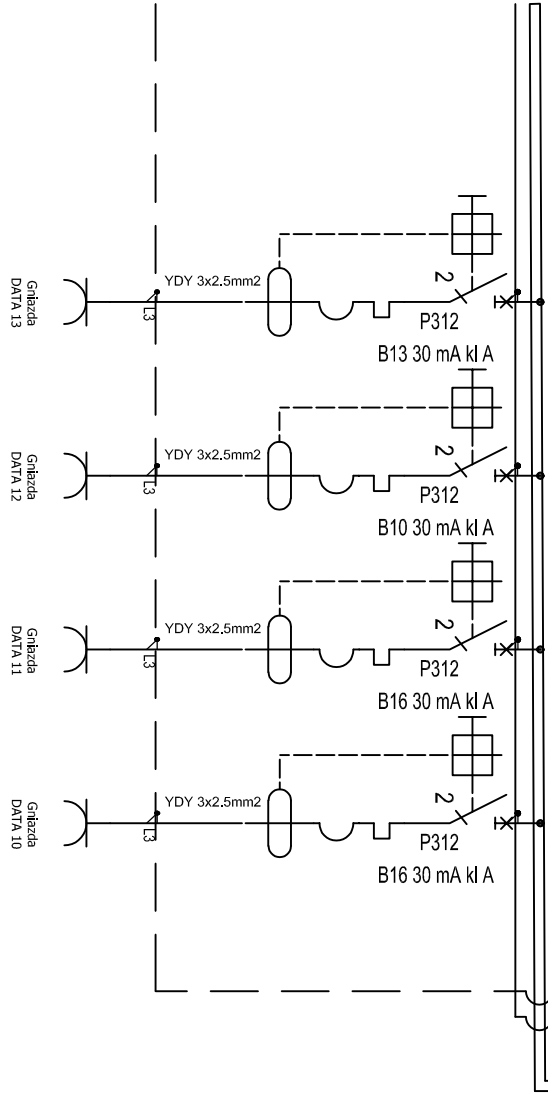 Gniazda
DATA 13
L3
YDY 3x2.5mm2
2
P312
B13 30 mA kl A
Gniazda
DATA 12
L3
YDY 3x2.5mm2
2
P312
B10 30 mA kl A
Gniazda
DATA 11
L3
YDY 3x2.5mm2
2
P312
B16 30 mA kl A
Gniazda
DATA 10
L3
YDY 3x2.5mm2
2
P312
B16 30 mA kl A